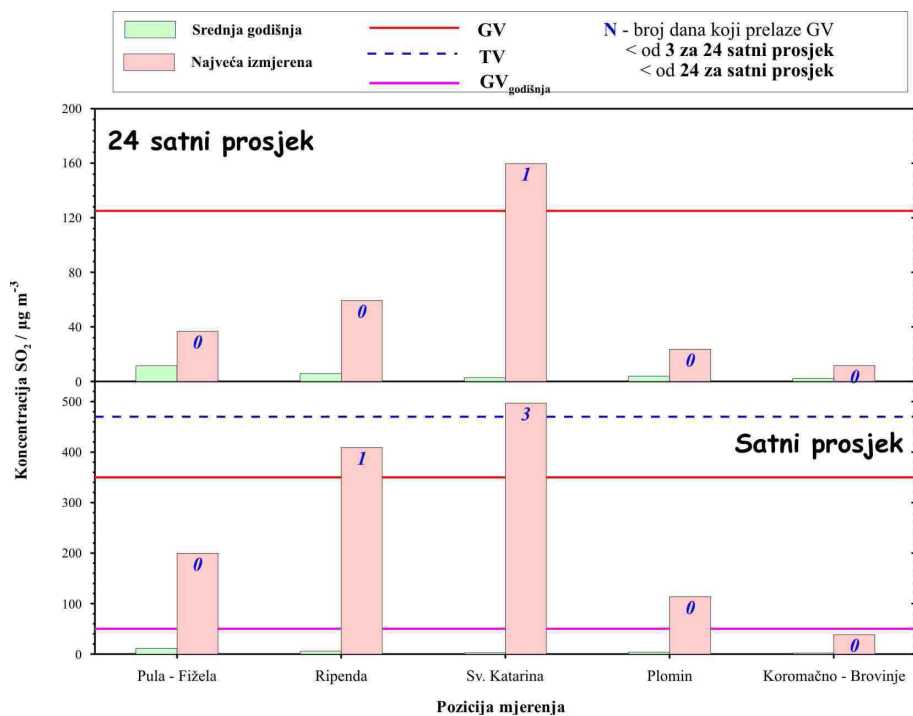 Srednja godišnja
Najveća izmjerena
GV
TV
GVgodišnja
N - broj dana koji prelaze GV
< od 3 za 24 satni prosjek
< od 24 za satni prosjek
Koncentracija SO₂ / µg m⁻³
24 satni prosjek
200
160
120
80
40
0
0
0
1
0
0
Satni prosjek
500
400
300
200
100
0
0
1
3
0
0
Pula - Fižela
Ripenda
Sv. Katarina
Plomin
Koromačno - Brovinje
Pozicija mjerenja